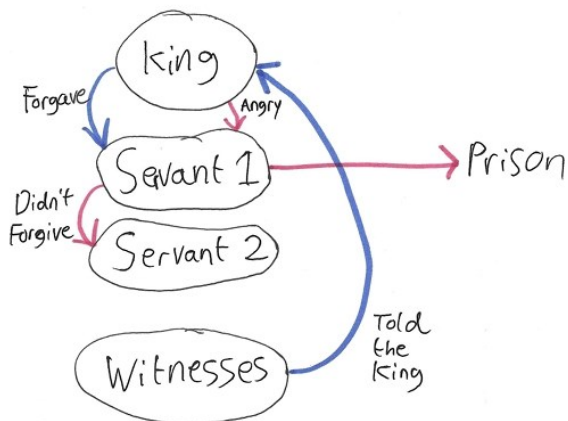 King
Forgave
Angry
Servant 1
Prison
Didn't
Forgive
Servant 2
Told
the
King
Witnesses